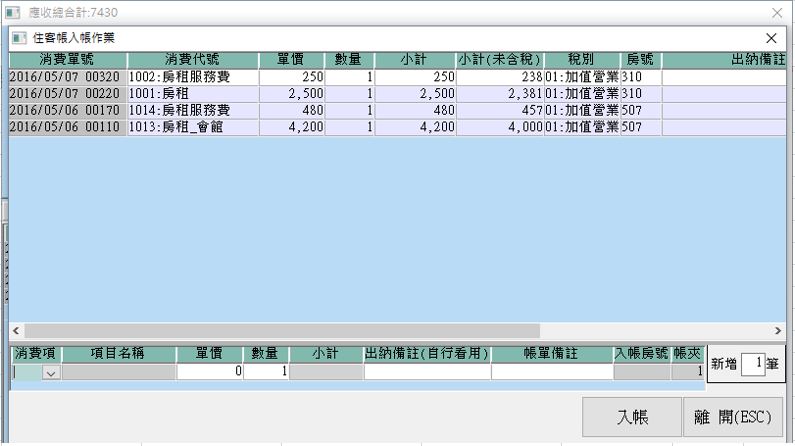 應收總合計:7430
住客帳入帳作業
消費單號 消費代號 單價 數量 小計 小計(未含稅) 稅別 房號 出納備註
2016/05/07 00320 1002:房租服務費 250 1 250 238 01:加值營業 310
2016/05/07 00220 1001:房租 2,500 1 2,500 2,381 01:加值營業 310
2016/05/06 00170 1014:房租服務費 480 1 480 457 01:加值營業 507
2016/05/06 00110 1013:房租_會館 4,200 1 4,200 4,000 01:加值營業 507
消費項 項目名稱 單價 數量 小計 出納備註(自行看用) 帳單備註 入帳房號 帳夾
0 1 1
新增 1 筆
入帳 離 開(ESC)